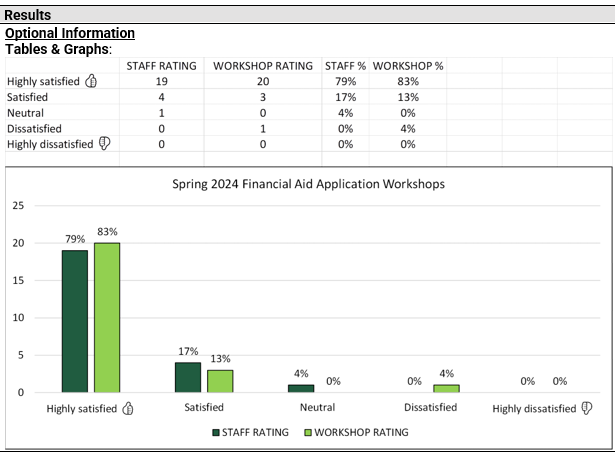 Results
Optional Information
Tables & Graphs:
STAFF RATING WORKSHOP RATING STAFF % WORKSHOP %
Highly satisfied 19 20 79% 83%
Satisfied 4 3 17% 13%
Neutral 1 0 4% 0%
Dissatisfied 0 1 0% 4%
Highly dissatisfied 0 0 0% 0%
Spring 2024 Financial Aid Application Workshops
25
20
15
10
5
0
79% 83%
17% 13%
4% 0%
0% 4%
0% 0%
Highly satisfied Satisfied Neutral Dissatisfied Highly dissatisfied
STAFF RATING WORKSHOP RATING